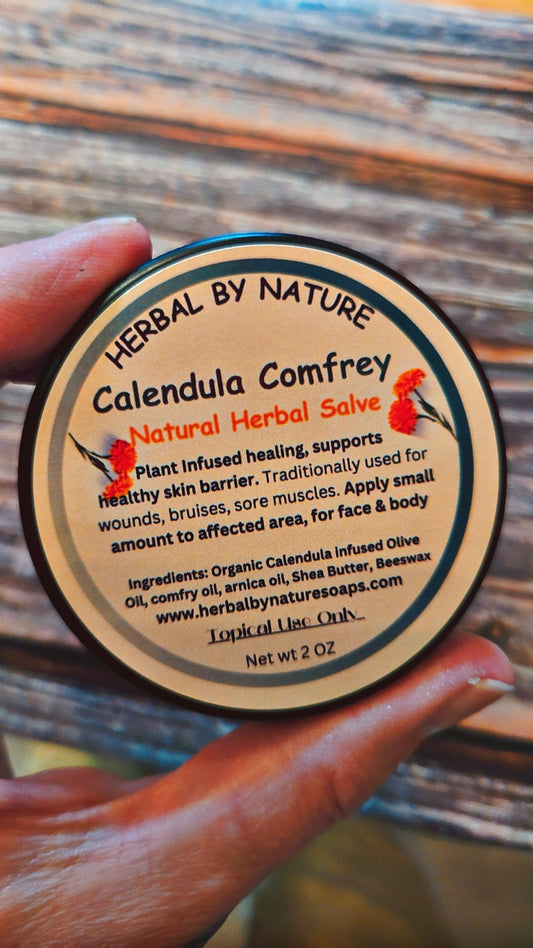 HERBAL BY NATURE
Calendula Comfrey
Natural Herbal Salve
Plant Infused healing, supports
healthy skin barrier. Traditionally used for
wounds, bruises, sore muscles. Apply small
amount to affected area, for face & body
Ingredients: Organic Calendula infused Olive
Oil, comfry oil, arnica oil, Shea Butter, Beeswax
www.herbalbynaturesoaps.com
Topical Use Only
Net wt 2 OZ